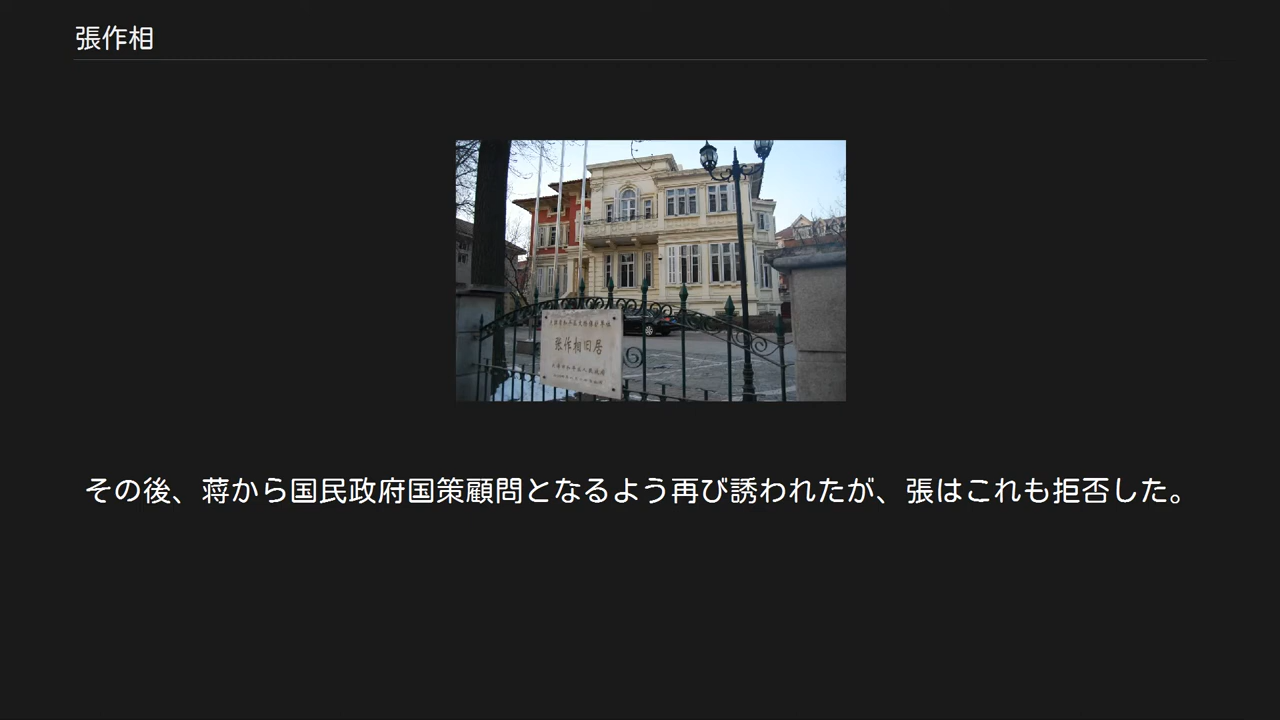 張作相
张作相旧居
その後、蒋から国民政府国策顧問となるよう再び誘われたが、張はこれも拒否した。